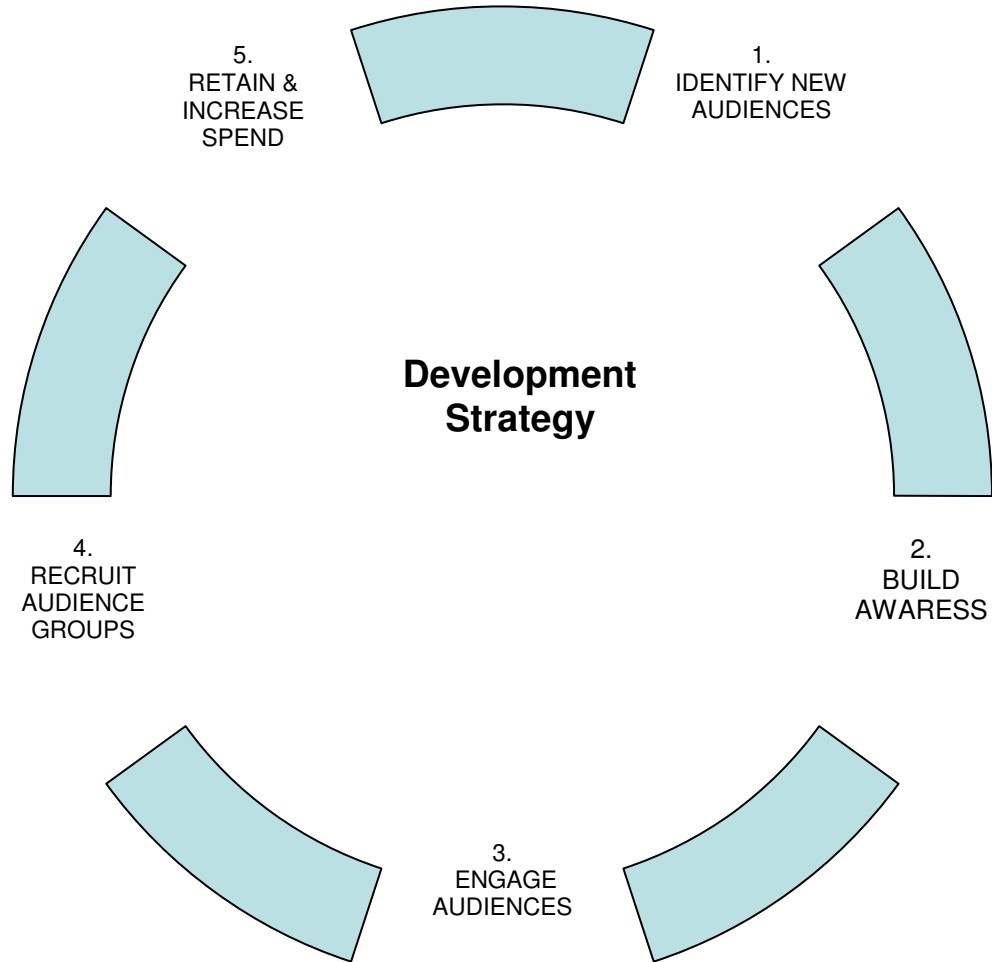 5.
RETAIN &
INCREASE
SPEND
1.
IDENTIFY NEW
AUDIENCES
Development
Strategy
4.
RECRUIT
AUDIENCE
GROUPS
2.
BUILD
AWARESS
3.
ENGAGE
AUDIENCES